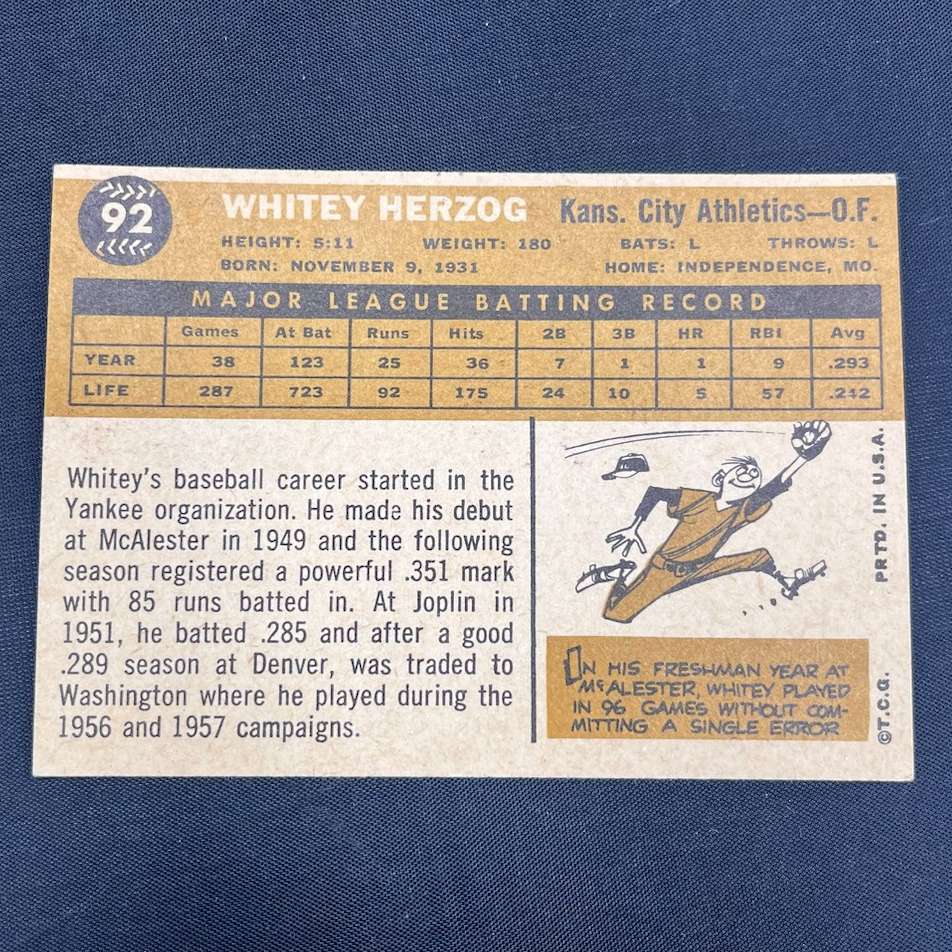 92
WHITEY HERZOG Kans. City Athletics—O.F.
HEIGHT: 5:11 WEIGHT: 180 BATS: L THROWS: L
BORN: NOVEMBER 9, 1931 HOME: INDEPENDENCE, MO.
MAJOR LEAGUE BATTING RECORD
Games At Bat Runs Hits 2B 3B HR RBI Avg
YEAR 38 123 25 36 7 1 1 9 .293
LIFE 287 723 92 175 24 10 5 57 .242
Whitey's baseball career started in the
Yankee organization. He made his debut
at McAlester in 1949 and the following
season registered a powerful .351 mark
with 85 runs batted in. At Joplin in
1951, he batted .285 and after a good
.289 season at Denver, was traded to
Washington where he played during the
1956 and 1957 campaigns.
IN HIS FRESHMAN YEAR AT
McALESTER, WHITEY PLAYED
IN 96 GAMES WITHOUT COM-
MITTING A SINGLE ERROR
©T.C.G. PRTD. IN U.S.A.